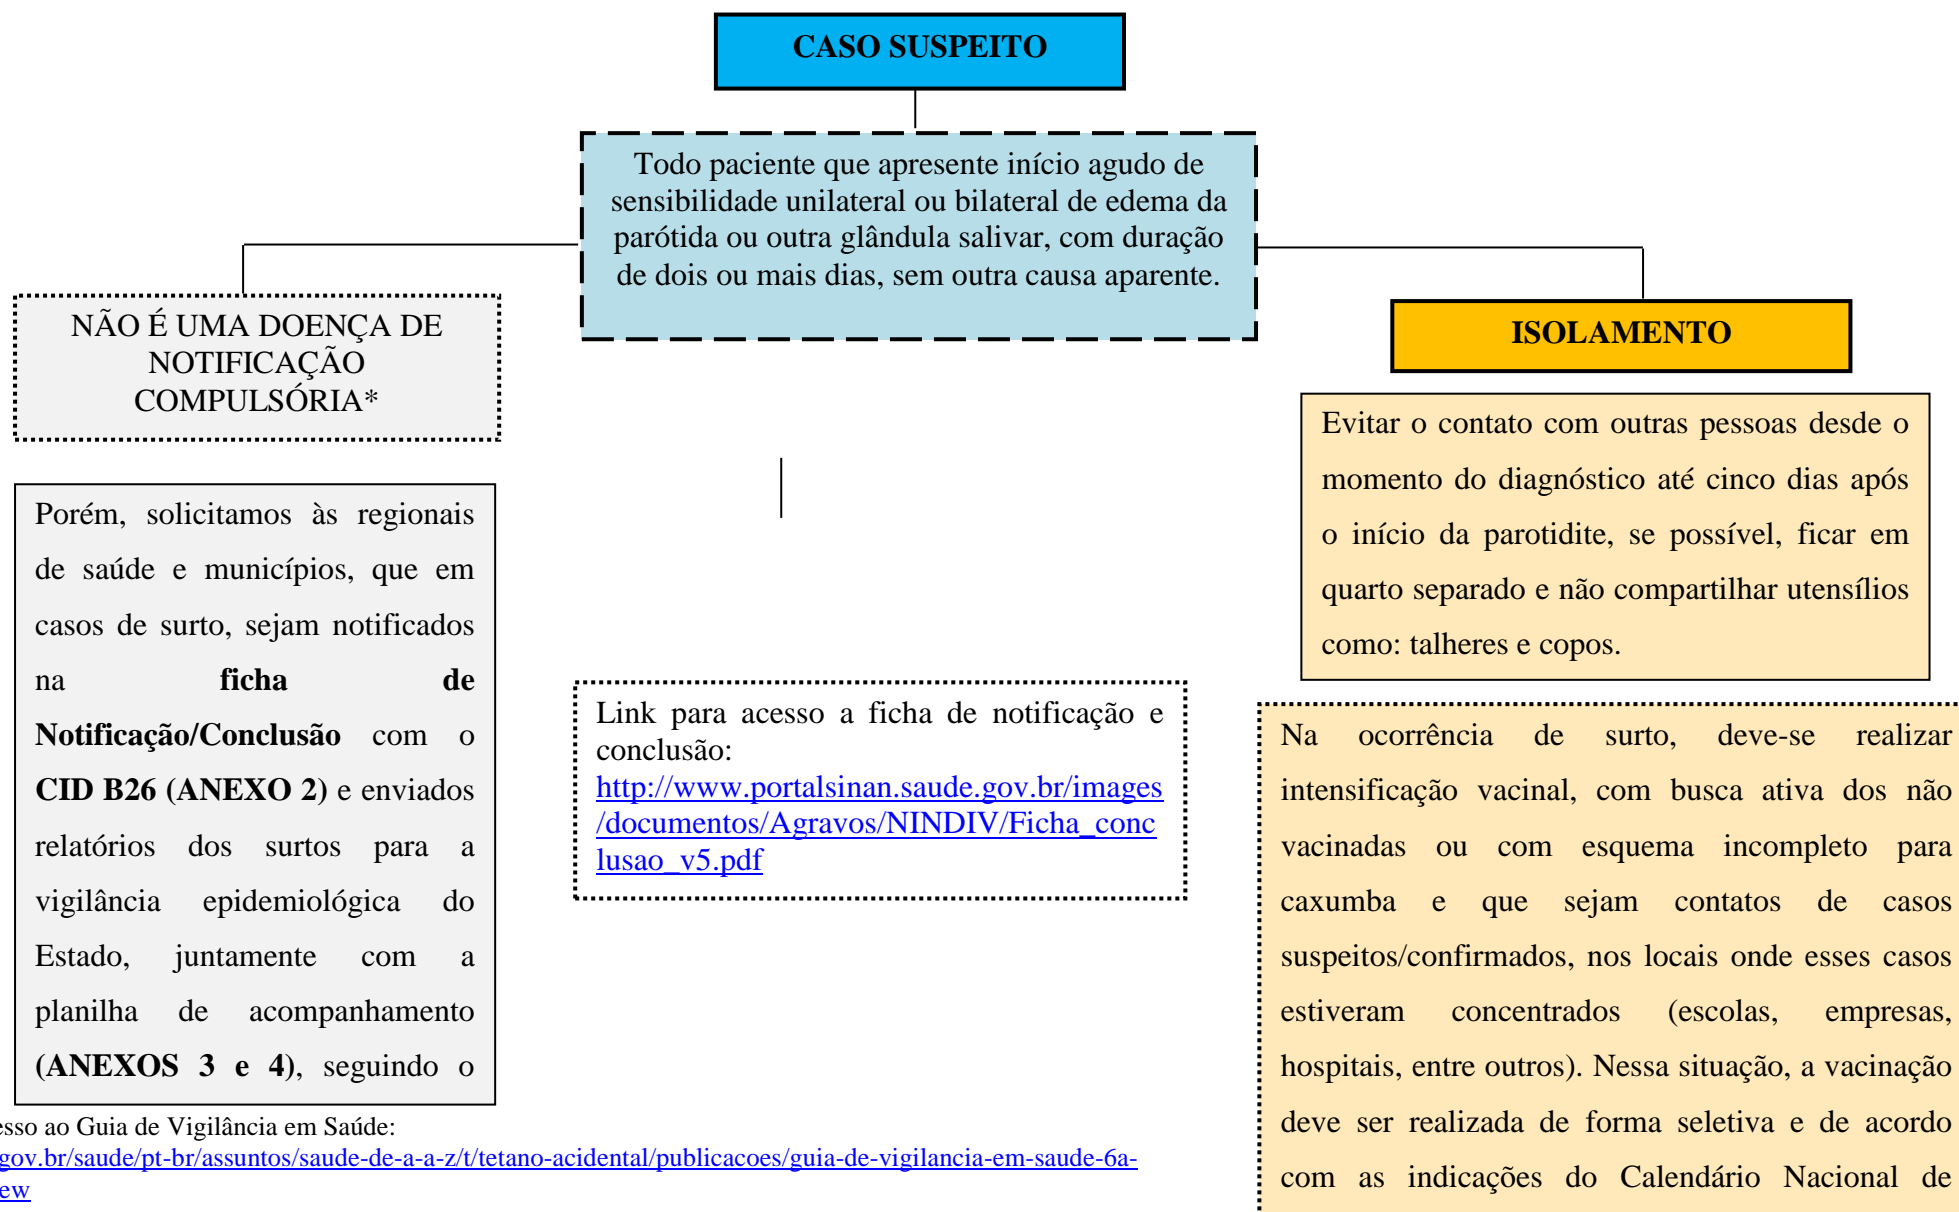 CASO SUSPEITO
Todo paciente que apresente início agudo de
sensibilidade unilateral ou bilateral de edema da
parótida ou outra glândula salivar, com duração
de dois ou mais dias, sem outra causa aparente.
NÃO É UMA DOENÇA DE
NOTIFICAÇÃO
COMPULSÓRIA*
Porém, solicitamos às regionais
de saúde e municípios, que em
casos de surto, sejam notificados
na ficha de
Notificação/Conclusão com o
CID B26 (ANEXO 2) e enviados
relatórios dos surtos para a
vigilância epidemiológica do
Estado, juntamente com a
planilha de acompanhamento
(ANEXOS 3 e 4), seguindo o
Link para acesso a ficha de notificação e
conclusão:
http://www.portalsinan.saude.gov.br/images
/documentos/Agravos/NINDIV/Ficha_conc
lusao_v5.pdf
ISOLAMENTO
Evitar o contato com outras pessoas desde o
momento do diagnóstico até cinco dias após
o início da parotidite, se possível, ficar em
quarto separado e não compartilhar utensílios
como: talheres e copos.
Na ocorrência de surto, deve-se realizar
intensificação vacinal, com busca ativa dos não
vacinadas ou com esquema incompleto para
caxumba e que sejam contatos de casos
suspeitos/confirmados, nos locais onde esses casos
estiveram concentrados (escolas, empresas,
hospitais, entre outros). Nessa situação, a vacinação
deve ser realizada de forma seletiva e de acordo
com as indicações do Calendário Nacional de
esso ao Guia de Vigilância em Saúde:
gov.br/saude/pt-br/assuntos/saude-de-a-a-z/t/tetano-acidental/publicacoes/guia-de-vigilancia-em-saude-6a-
ew